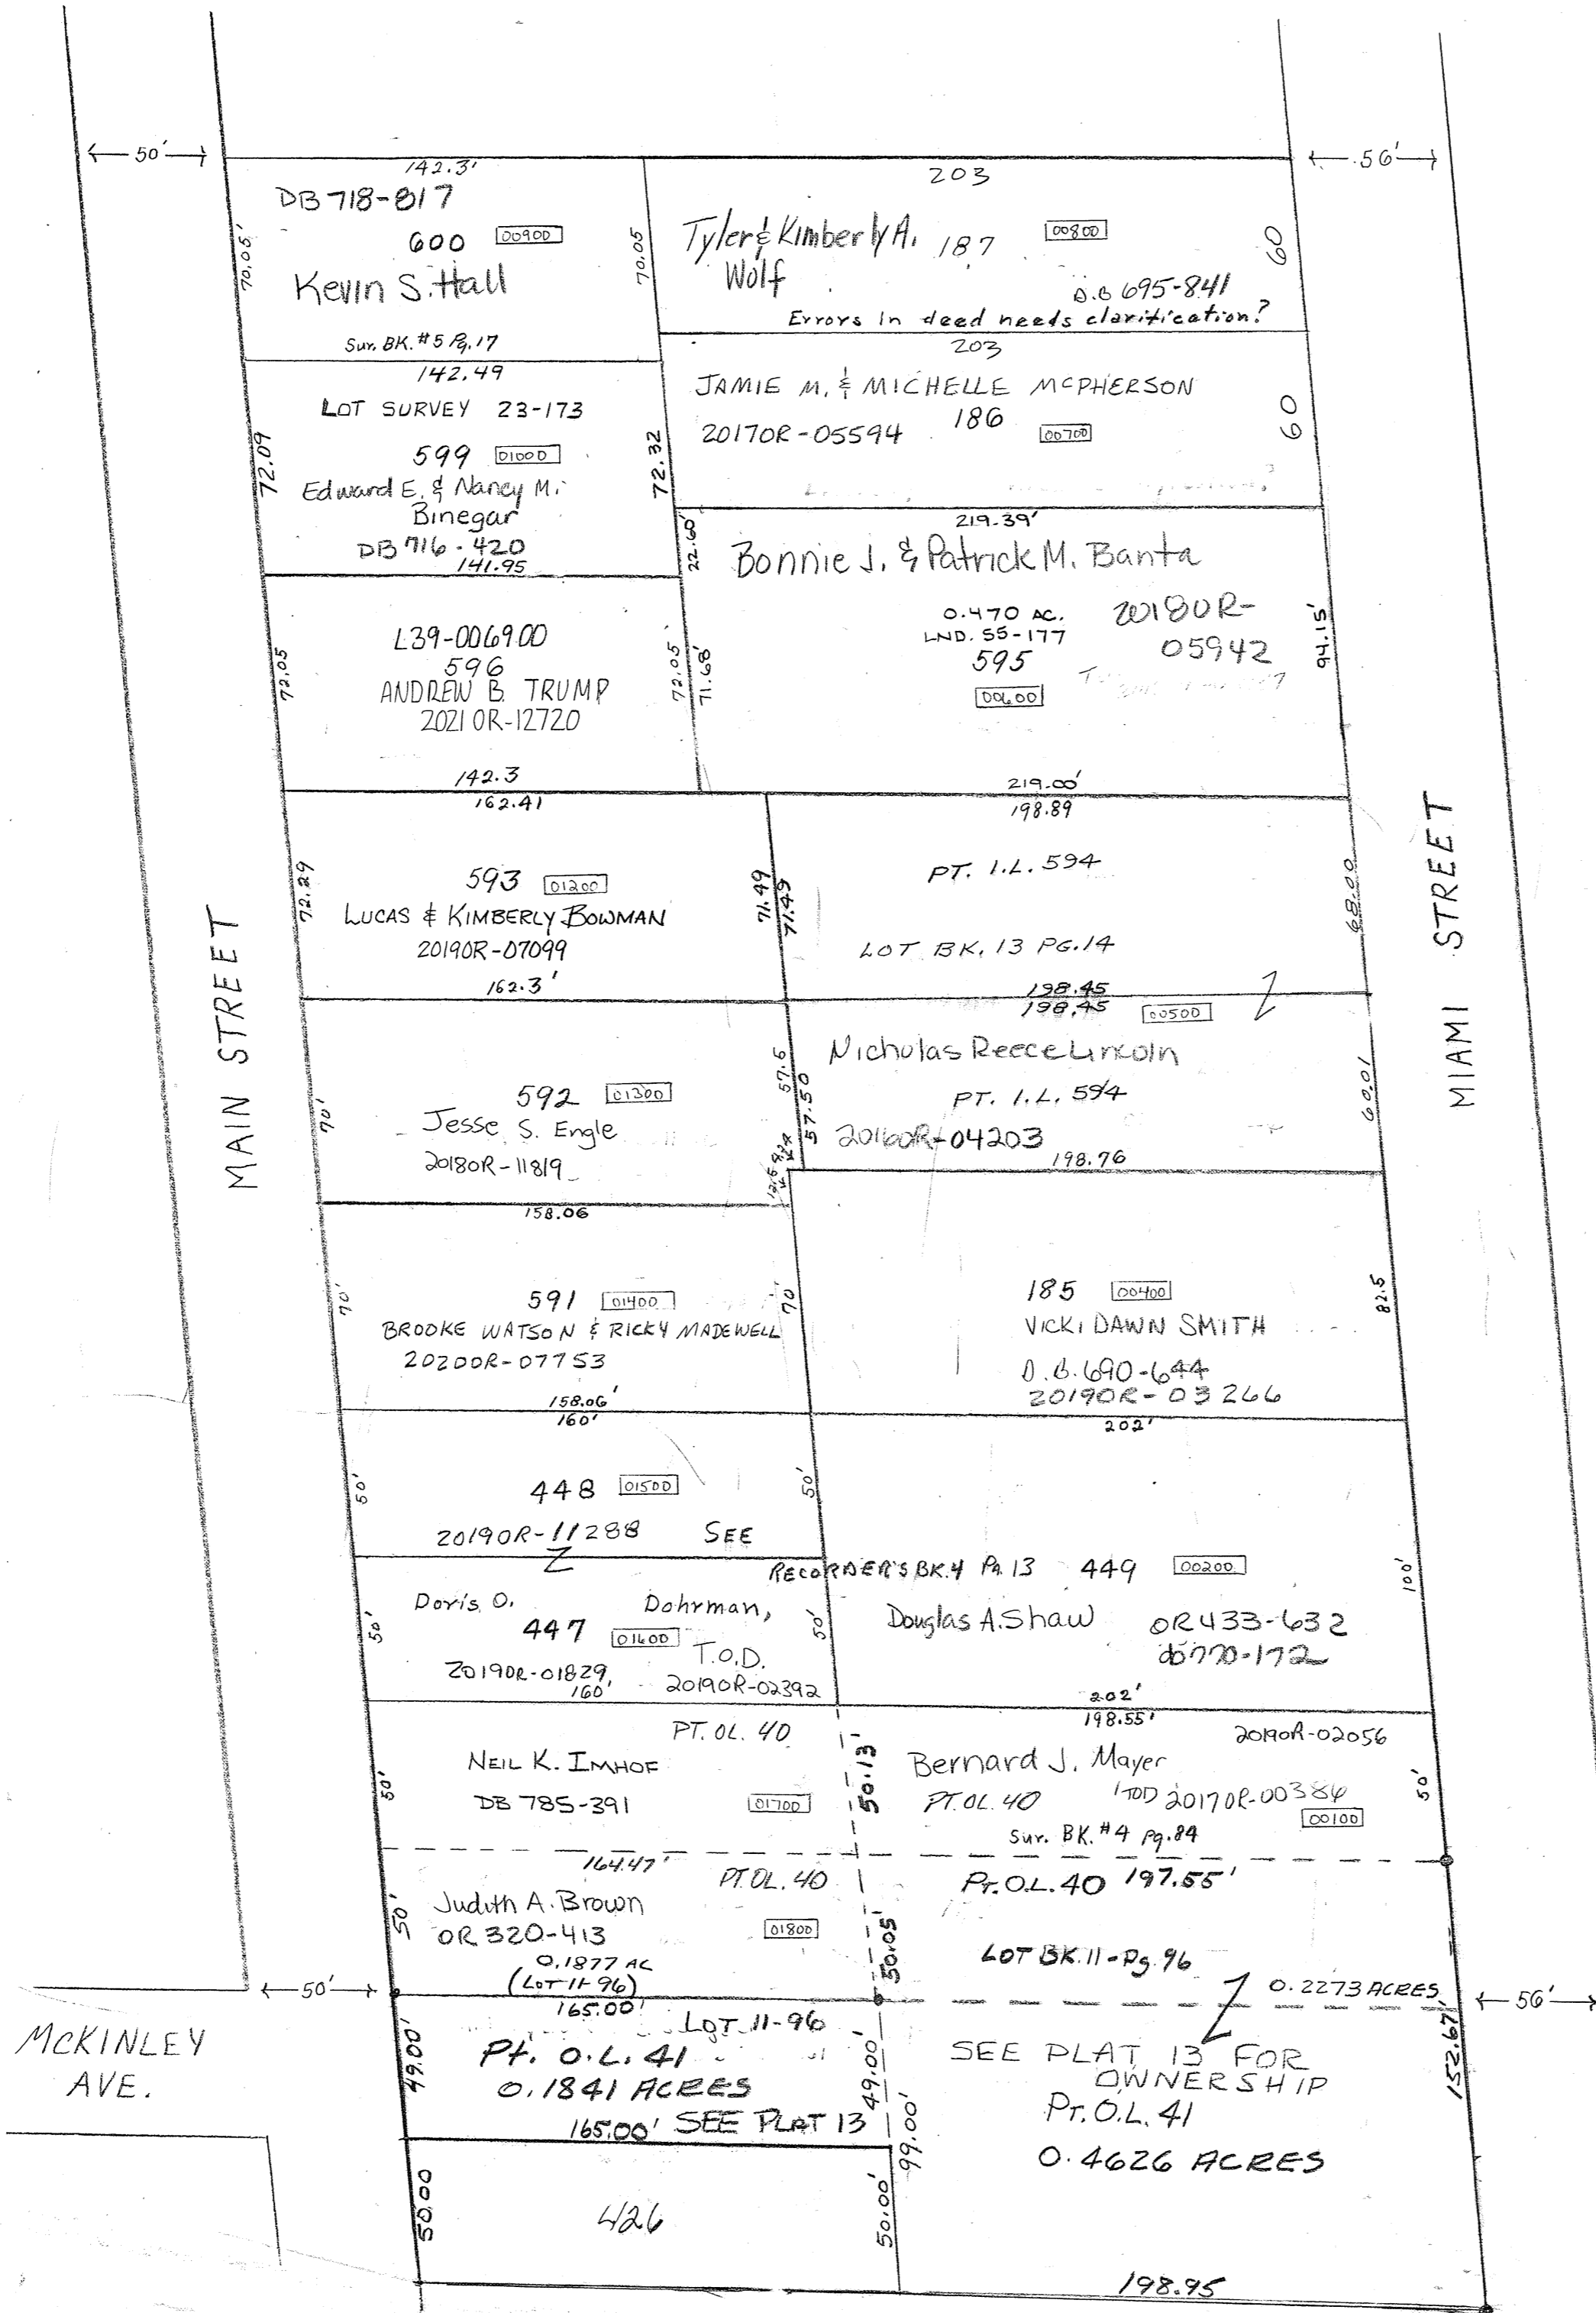 50'
142.3'
203
56'
DB 718-817
600 00900
70.05'
70.05
Kevin S. Hall
Sur. BK. #5 Pg. 17
Tyler & Kimberly A.
Wolf
187 00800
60
D.B 695-841
Errors in deed needs clarification?
142.49
LOT SURVEY 23-173
599 01000
72.09
72.32
Edward E. & Nancy M.
Binegar
DB 716-420
141.95
203
JAMIE M. & MICHELLE McPHERSON
20170R-05594 186 00700
60
219.39'
22.60'
Bonnie J. & Patrick M. Banta
0.470 AC.
LND. 55-177
595
00600
20180R-
05942
94.15'
L39-006900
596
ANDREW B. TRUMP
2021 OR-12720
72.05
72.05
71.68'
142.3
219.00'
162.41
198.89
593 01200
LUCAS & KIMBERLY BOWMAN
20190R-07099
72.29
71.49
71.49
162.3'
PT. I.L. 594
LOT BK. 13 PG. 14
68.00
198.45
198.45 00500
Nicholas Reece Lincoln
PT. I.L. 594
20160R-04203
60.01
198.76
592 01300
Jesse S. Engle
20180R-11819
70'
57.5
57.50
12.5
158.06
MAIN STREET
MIAMI STREET
591 01400
BROOKE WATSON & RICKY MADEWELL
20200R-07753
70'
70'
158.06'
185 00400
VICKI DAWN SMITH
D.B. 690-644
20190R-03266
82.5
202'
160'
448 01500
20190R-11288 SEE
50'
50'
RECORDER'S BK. 4 PG. 13 449 00200
Douglas A. Shaw OR 433-632
100'
202'
Doris O. Dohrman,
447 01600 T.O.D.
20190R-01829 20190R-02392
50'
50'
160'
PT. OL. 40
NEIL K. IMHOF
DB 785-391 01700
50'
50.13'
198.55'
20190R-02056
Bernard J. Mayer
PT. OL. 40 TOD 20170R-00386
Sur. BK. #4 pg. 84
00100
50'
164.47'
PT. OL. 40
Judith A. Brown
OR 320-413 01800
0.1877 AC
(LOT 11-96)
50'
50.05'
PT. O.L. 40 197.55'
LOT BK. 11-Pg. 96
0.2273 ACRES
50'
56'
MCKINLEY
AVE.
165.00'
LOT 11-96
Pt. O.L. 41
0.1841 ACRES
165.00' SEE PLAT 13
49.00'
49.00'
99.00'
SEE PLAT 13 FOR
OWNERSHIP
PT. O.L. 41
0.4626 ACRES
152.67'
426
50.00
50.00'
198.95